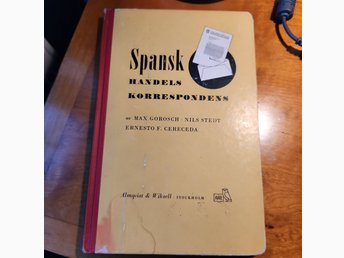 Spansk
HANDELS
KORRESPONDENS
AV MAX GOROSCH · NILS STEDT
ERNESTO F. CERECEDA
Almqvist & Wiksell · STOCKHOLM